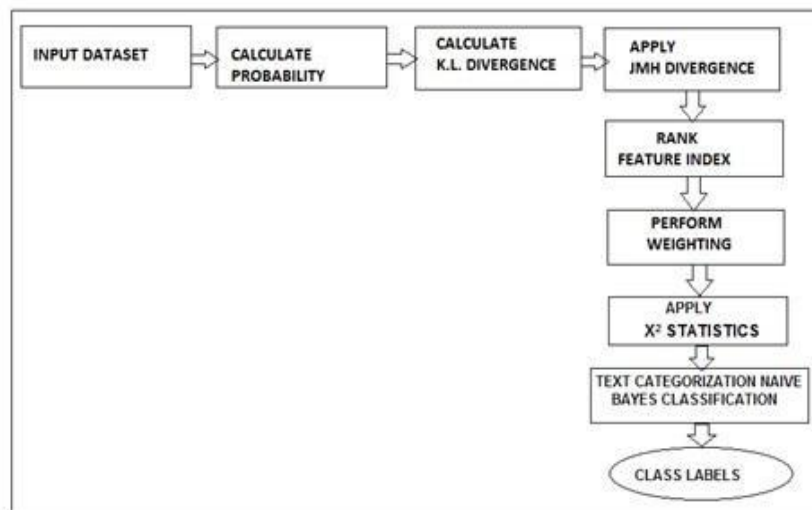 INPUT DATASET
CALCULATE
PROBABILITY
CALCULATE
K.L. DIVERGENCE
APPLY
JMH DIVERGENCE
RANK
FEATURE INDEX
PERFORM
WEIGHTING
APPLY
X² STATISTICS
TEXT CATEGORIZATION NAIVE
BAYES CLASSIFICATION
CLASS LABELS